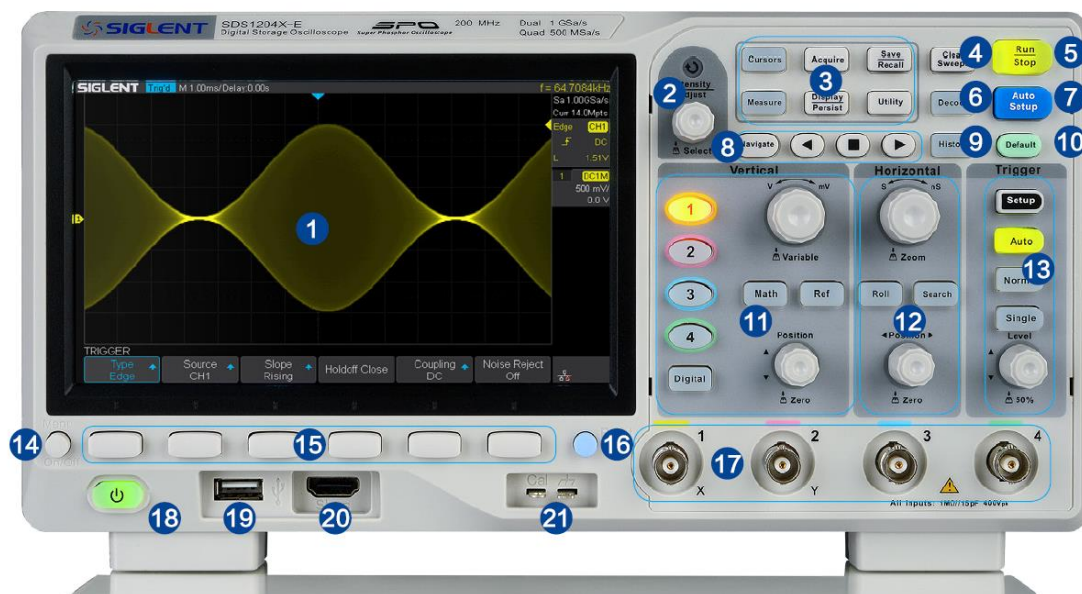 SIGLENT
SDS1204X-E
Digital Storage Oscilloscope
SPO
Super Phosphor Oscilloscope
200 MHz
Dual 1 GSa/s
Quad 500 MSa/s
SIGLENT Trig'd M 1.00ms/Delay:0.00s
f = 64.7084kHz
Sa 1.00GSa/s
Curr 14.0Mpts
Edge CH1
DC
L 1.51V
1 DC1M
500 mV/
0.0 V
1
TRIGGER
Type
Edge
Source
CH1
Slope
Rising
Holdoff Close
Coupling
DC
Noise Reject
Off
2
Adjust
Select
Cursors
Acquire
Save
Recall
3
Measure
Display
Persist
Utility
Clear
Sweeps
4
Run
Stop
5
6
Auto
Setup
7
8
Navigate
9
Default
10
Vertical
Horizontal
Trigger
V
mV
S
nS
1
2
3
4
Variable
Zoom
Math
Ref
Roll
Search
11
12
Position
Position
Zero
Zero
Digital
Setup
Auto
13
Single
Level
50%
14
15
16
1
2
3
4
17
X
Y
All Inputs: 1MΩ//15pF 400Vpk
18
19
20
Cal
21